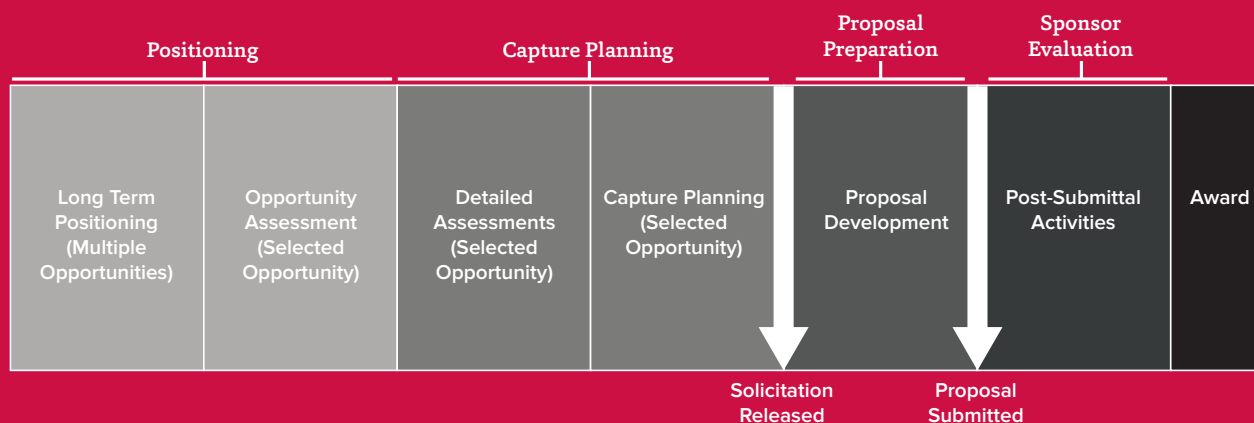 Positioning
Capture Planning
Proposal
Preparation
Sponsor
Evaluation
Long Term
Positioning
(Multiple
Opportunities)
Opportunity
Assessment
(Selected
Opportunity)
Detailed
Assessments
(Selected
Opportunity)
Capture Planning
(Selected
Opportunity)
Proposal
Development
Post-Submittal
Activities
Award
Solicitation
Released
Proposal
Submitted